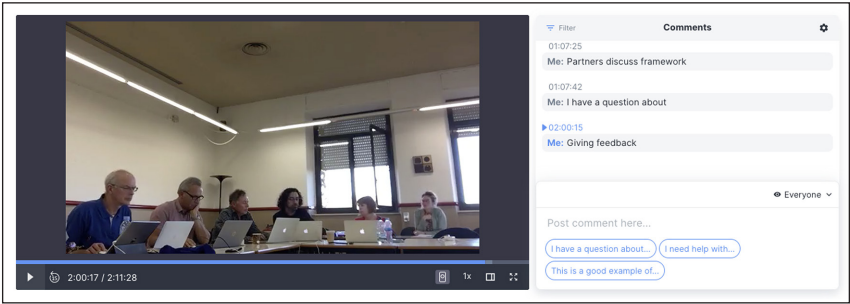 Filter
Comments
01:07:25
Me: Partners discuss framework
01:07:42
Me: I have a question about
02:00:15
Me: Giving feedback
Everyone
Post comment here...
I have a question about...
I need help with...
This is a good example of...
15
2:00:17 / 2:11:28
1x